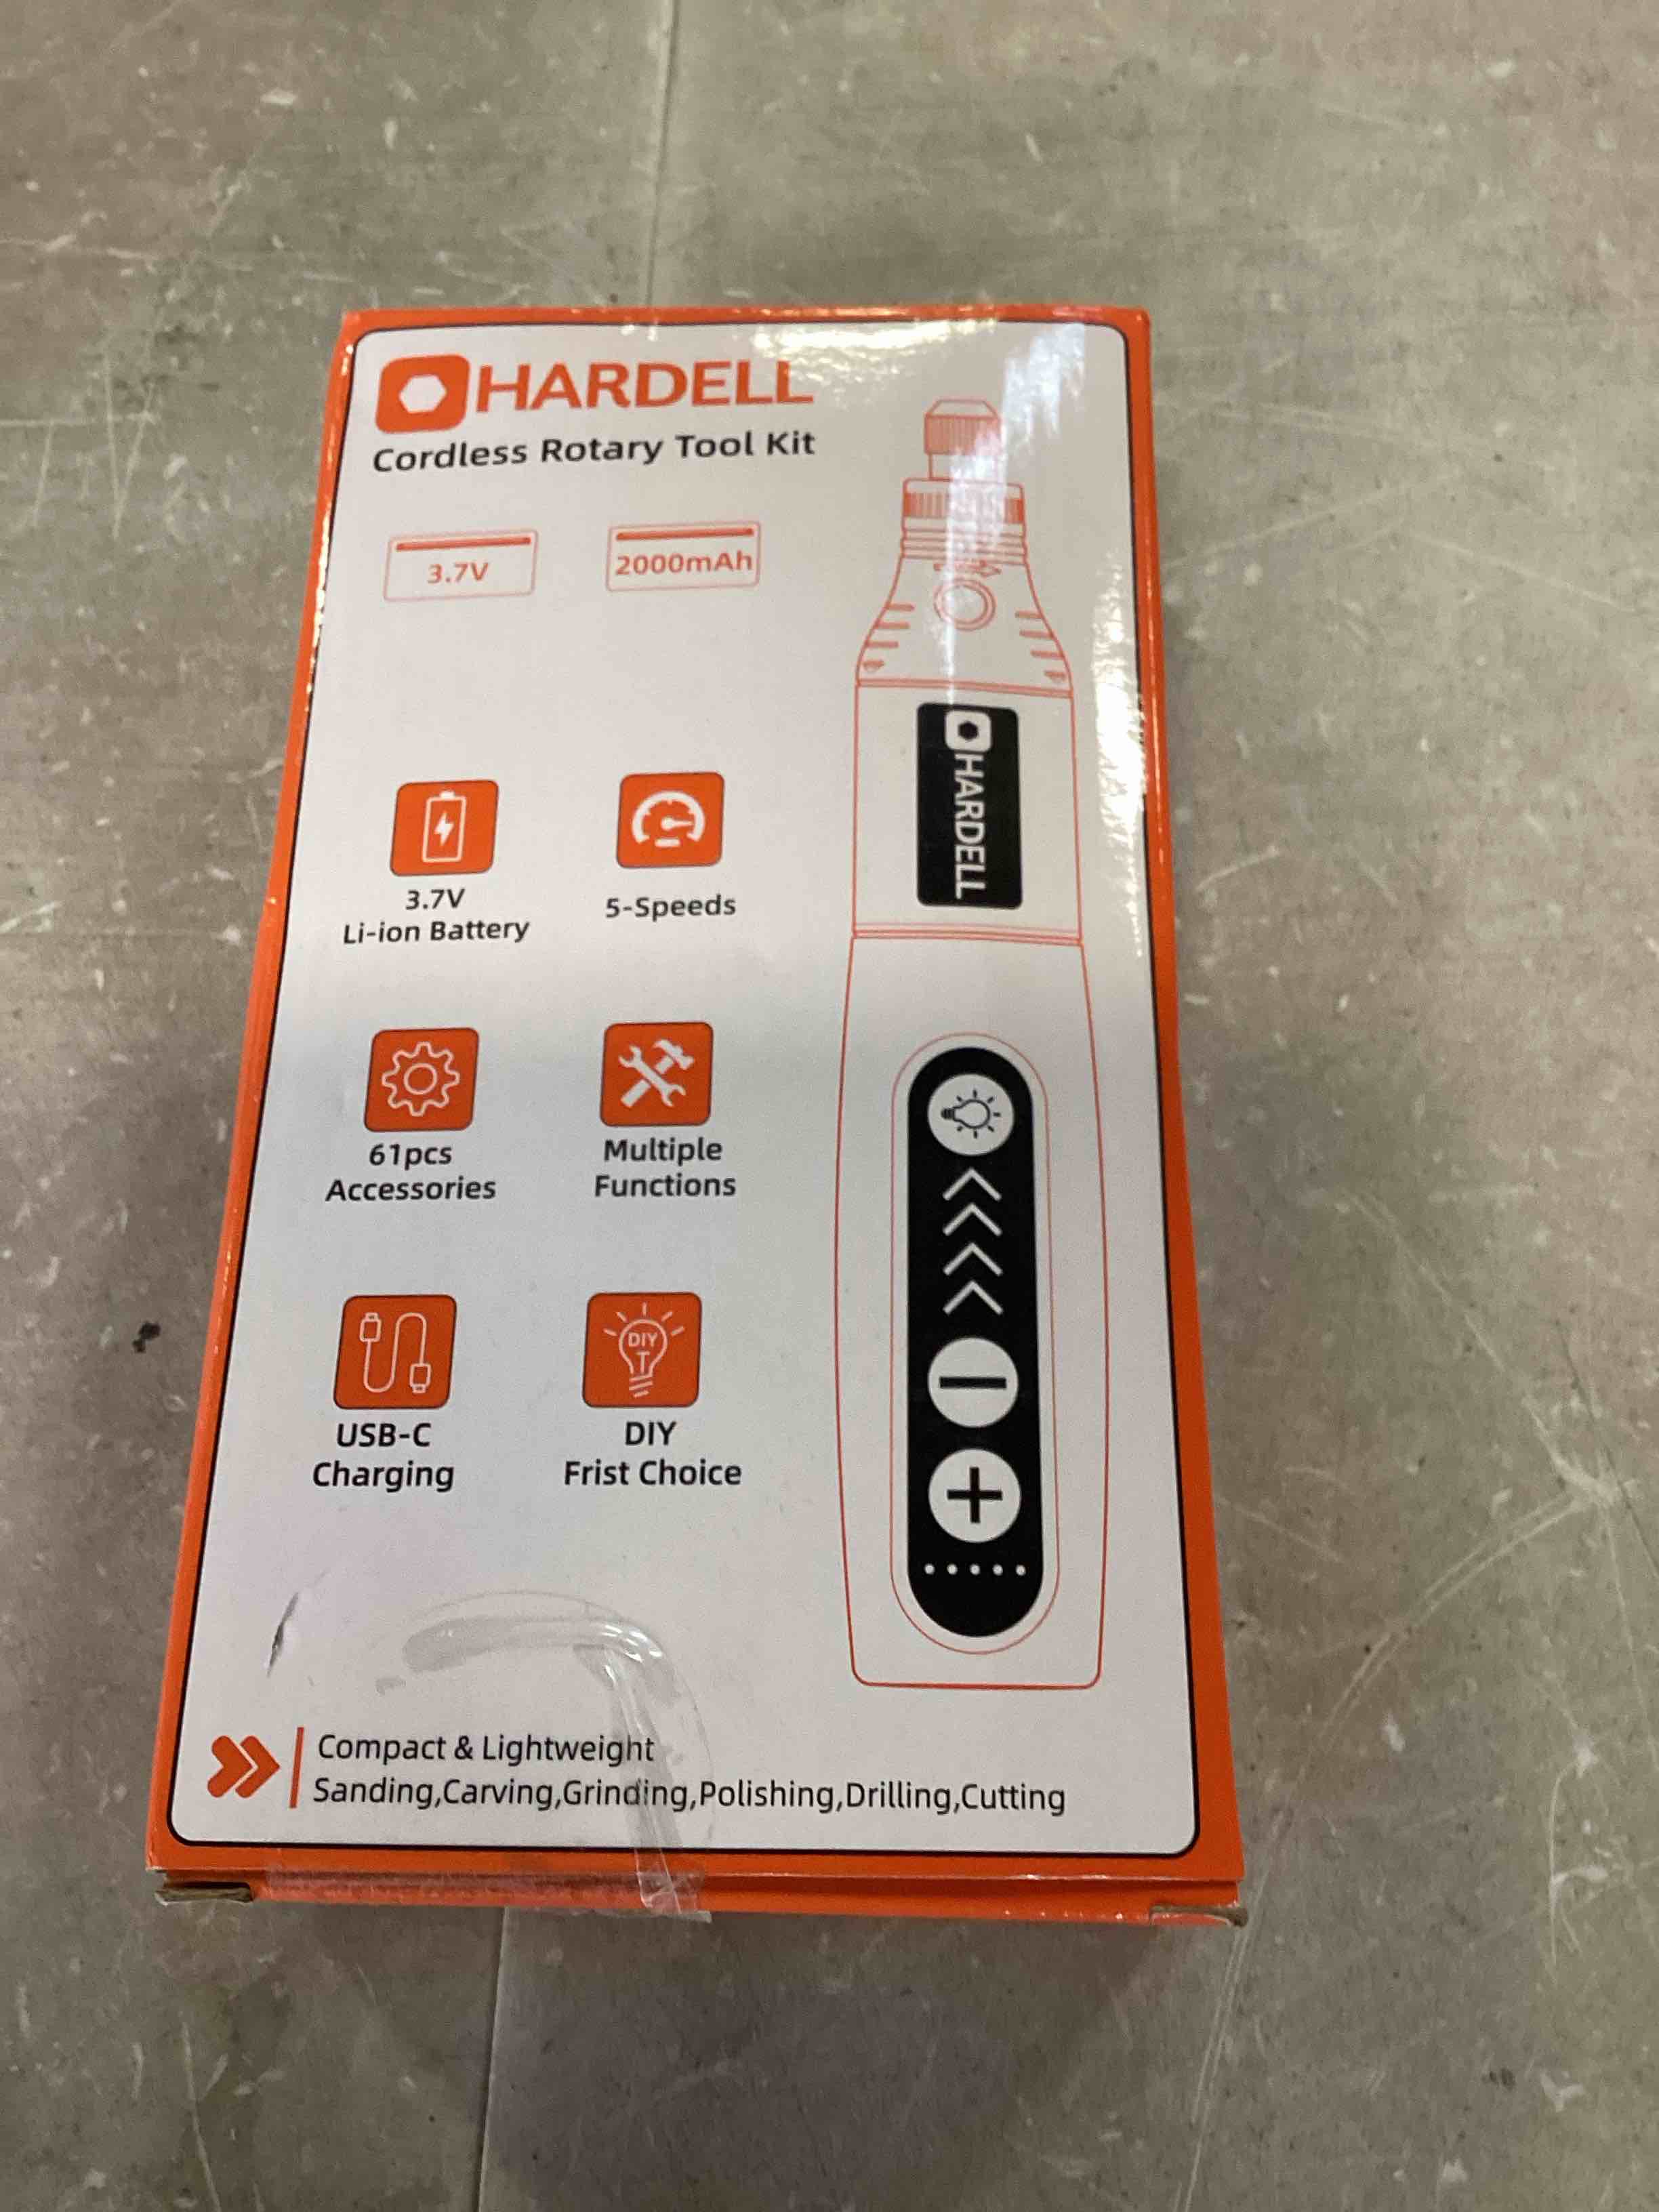 HARDELL
Cordless Rotary Tool Kit
3.7V
2000mAh
HARDELL
3.7V
Li-ion Battery
5-Speeds
61pcs
Accessories
Multiple
Functions
USB-C
Charging
DIY
DIY
Frist Choice
Compact & Lightweight
Sanding,Carving,Grinding,Polishing,Drilling,Cutting